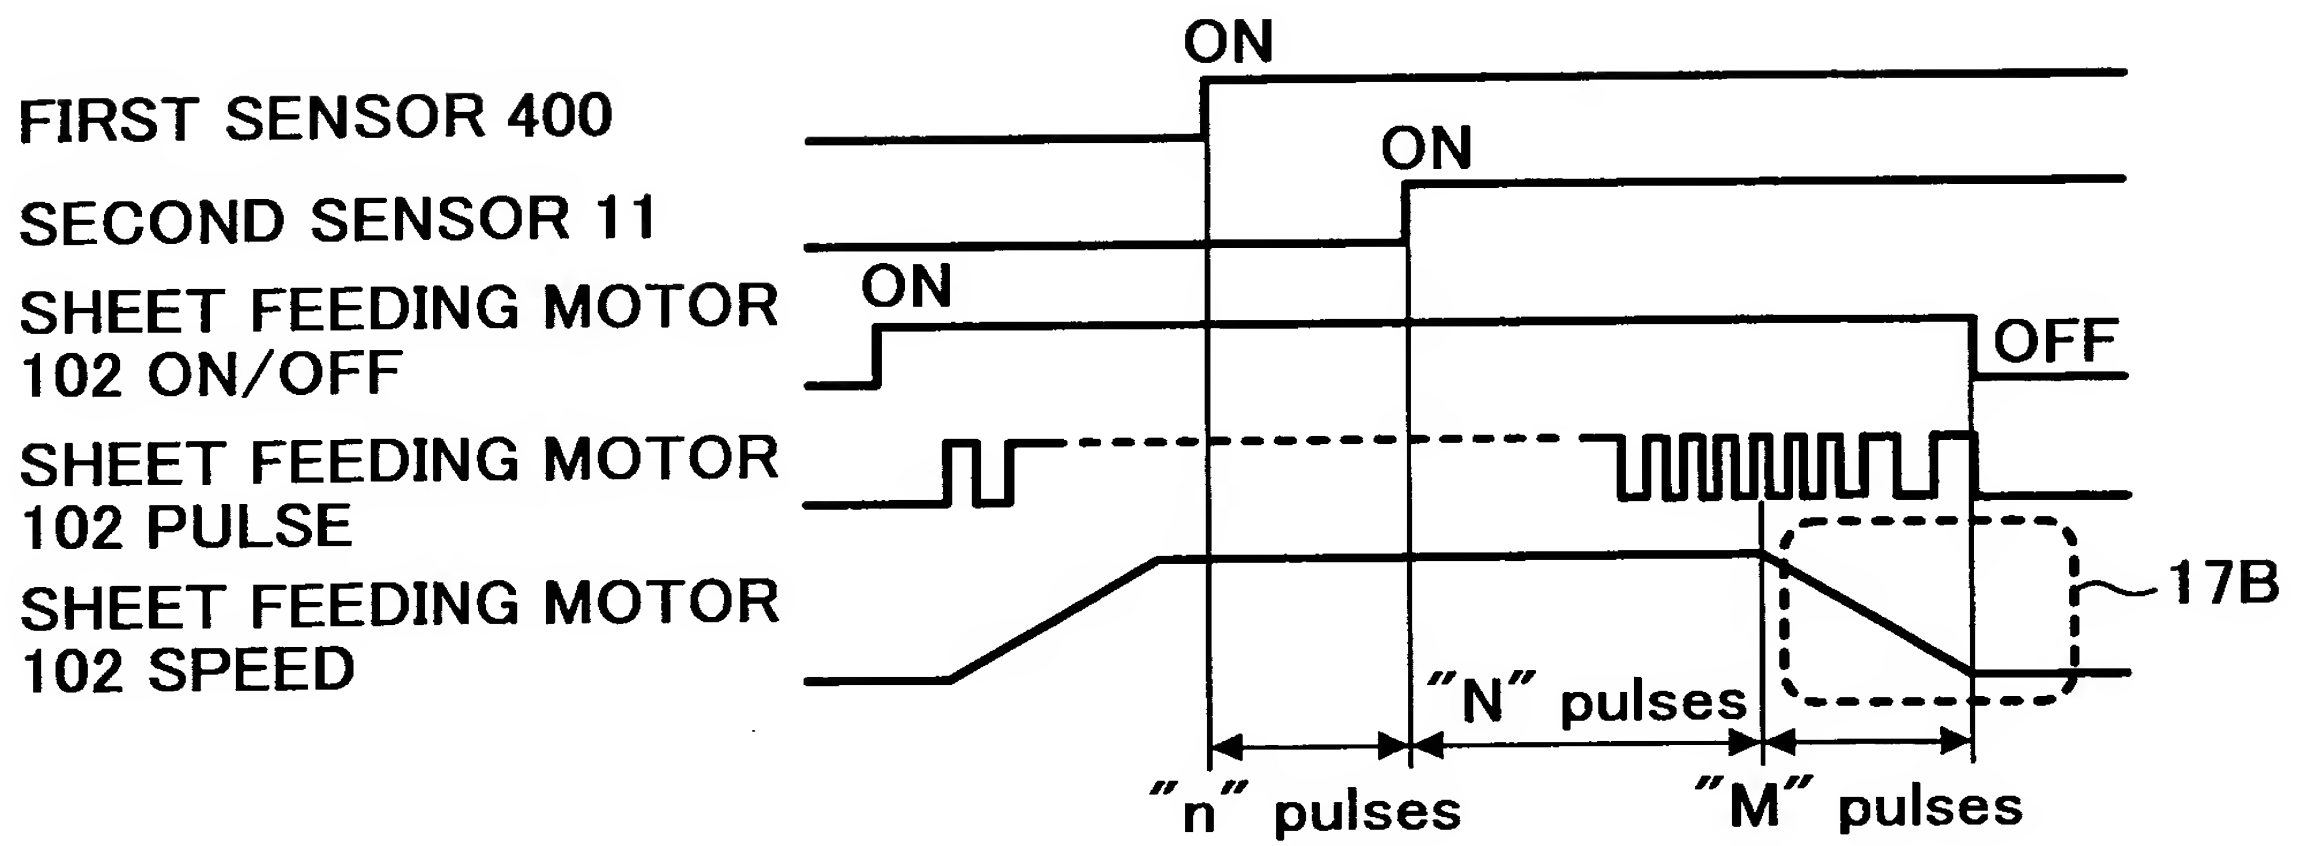 ON
FIRST SENSOR 400
ON
SECOND SENSOR 11
ON
SHEET FEEDING MOTOR
102 ON/OFF
OFF
SHEET FEEDING MOTOR
102 PULSE
17B
SHEET FEEDING MOTOR
102 SPEED
"N" pulses
"n" pulses
"M" pulses